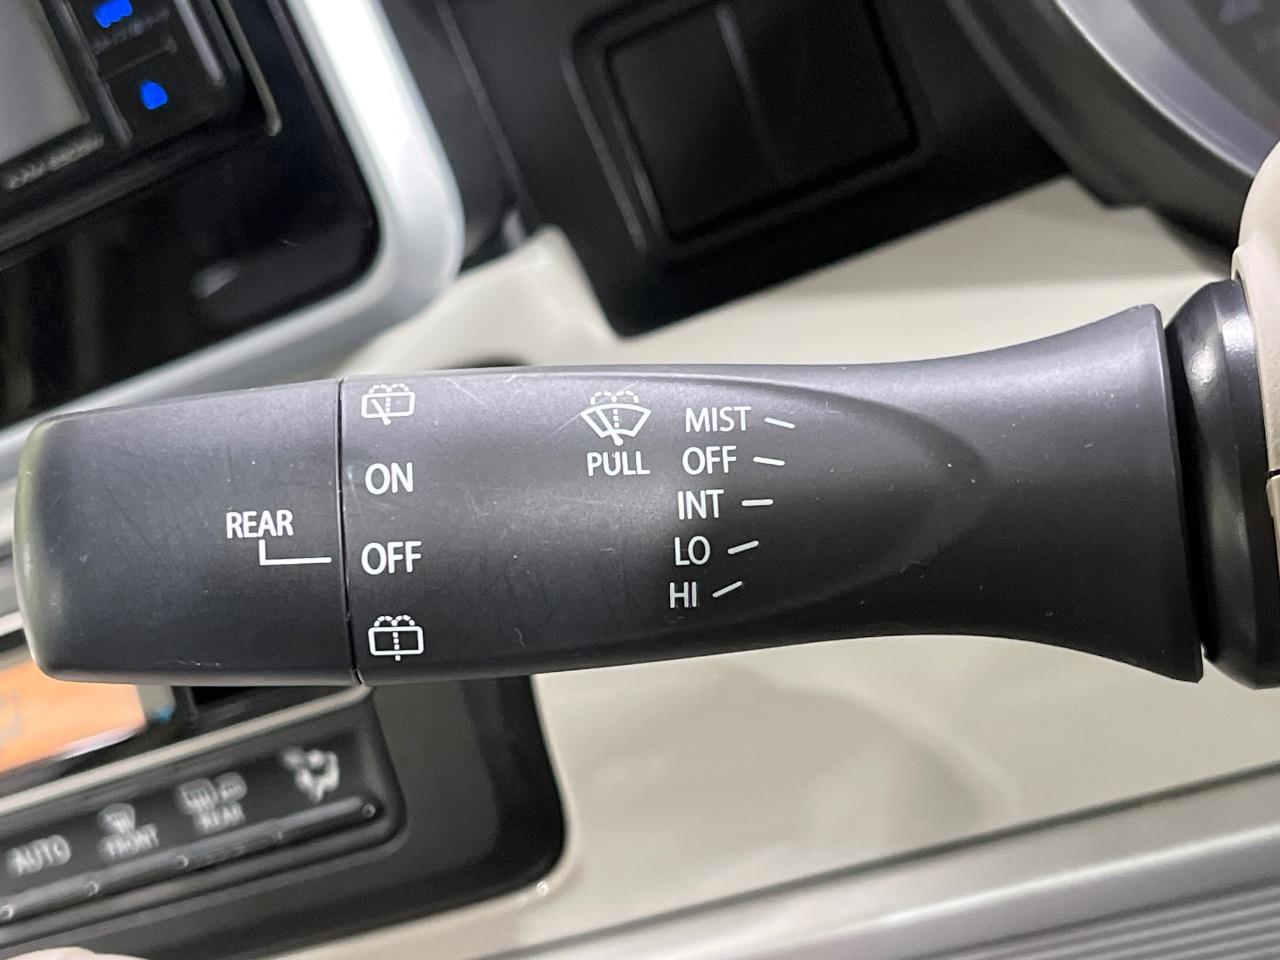 MIST
OFF
INT
LO
HI
PULL
ON
OFF
REAR
AUTO
FRONT
REAR